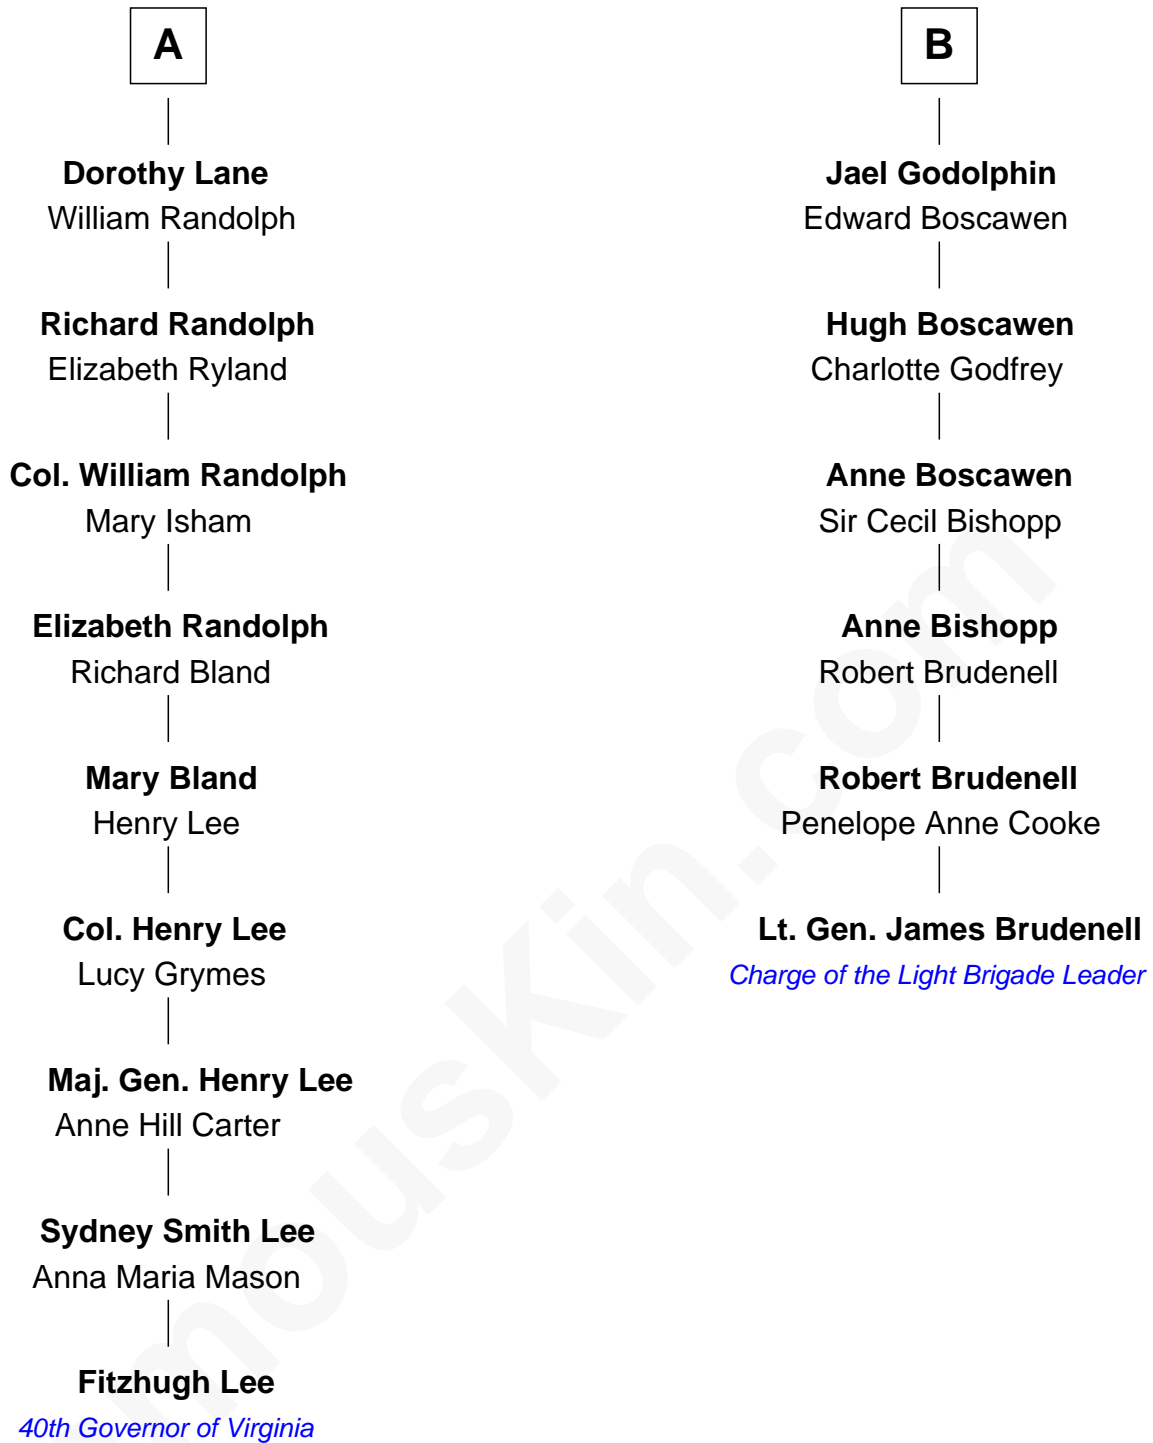 A
Dorothy Lane
William Randolph
Richard Randolph
Elizabeth Ryland
Col. William Randolph
Mary Isham
Elizabeth Randolph
Richard Bland
Mary Bland
Henry Lee
Col. Henry Lee
Lucy Grymes
Maj. Gen. Henry Lee
Anne Hill Carter
Sydney Smith Lee
Anna Maria Mason
Fitzhugh Lee
40th Governor of Virginia
B
Jael Godolphin
Edward Boscawen
Hugh Boscawen
Charlotte Godfrey
Anne Boscawen
Sir Cecil Bishopp
Anne Bishopp
Robert Brudenell
Robert Brudenell
Penelope Anne Cooke
Lt. Gen. James Brudenell
Charge of the Light Brigade Leader
mousKin.com